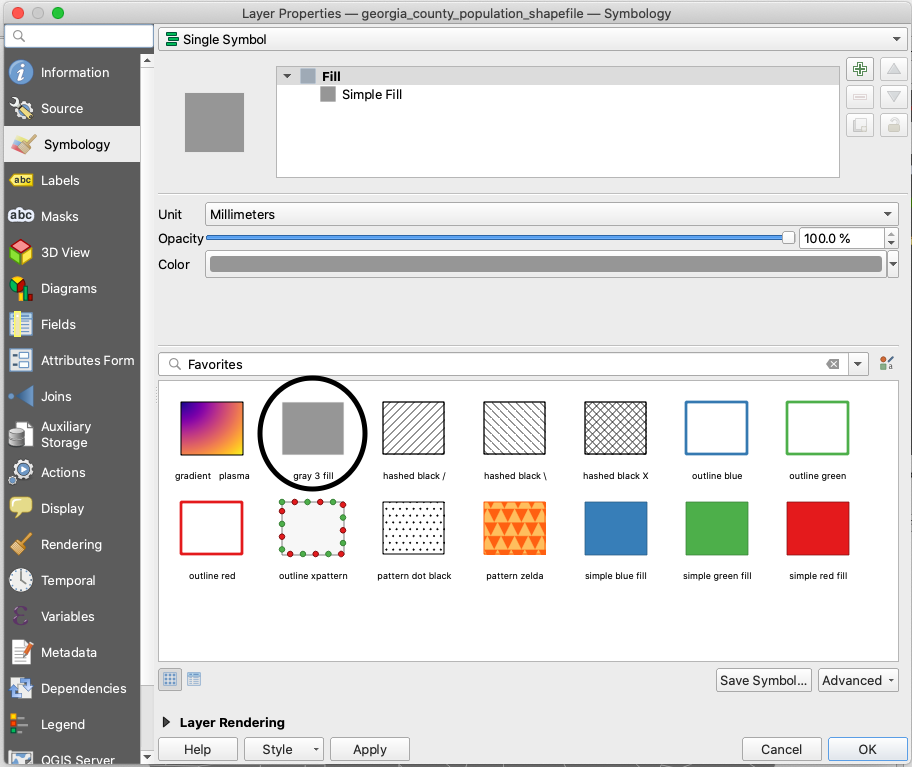 Layer Properties — georgia_county_population_shapefile — Symbology
Single Symbol
Information
Source
Symbology
abc Labels
abc Masks
3D View
Diagrams
Fields
Attributes Form
Joins
Auxiliary
Storage
Actions
Display
Rendering
Temporal
Variables
Metadata
Dependencies
Legend
QGIS Server
Fill
Simple Fill
Unit Millimeters
Opacity 100.0 %
Color
Favorites
gradient plasma
gray 3 fill
hashed black /
hashed black \
hashed black X
outline blue
outline green
outline red
outline xpattern
pattern dot black
pattern zelda
simple blue fill
simple green fill
simple red fill
Save Symbol...
Advanced
Layer Rendering
Help
Style
Apply
Cancel
OK